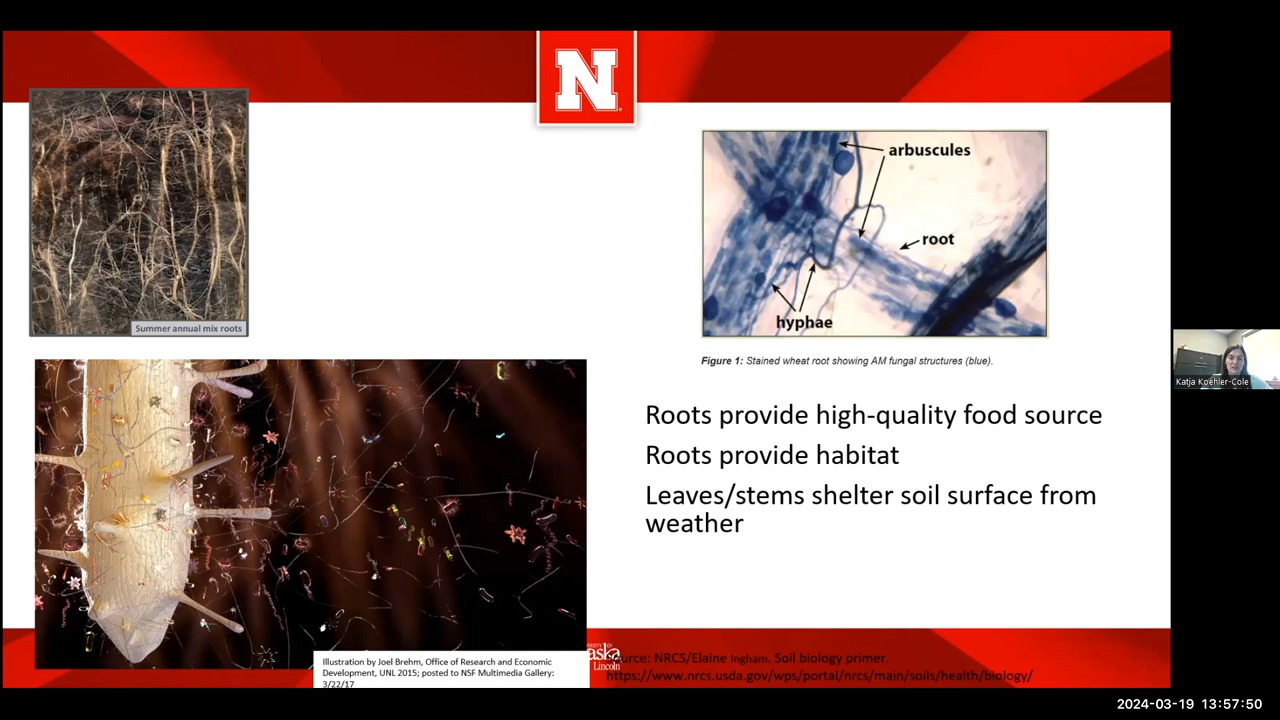 N
Summer annual mix roots
arbuscules
root
hyphae
Figure 1: Stained wheat root showing AM fungal structures (blue).
Roots provide high-quality food source
Roots provide habitat
Leaves/stems shelter soil surface from
weather
Katja Koehler-Cole
Illustration by Joel Brehm, Office of Research and Economic
Development, UNL 2015; posted to NSF Multimedia Gallery:
3/22/17
Lincoln
urce: NRCS/Elaine Ingham. Soil biology primer.
https://www.nrcs.usda.gov/wps/portal/nrcs/main/soils/health/biology/
2024-03-19 13:57:50